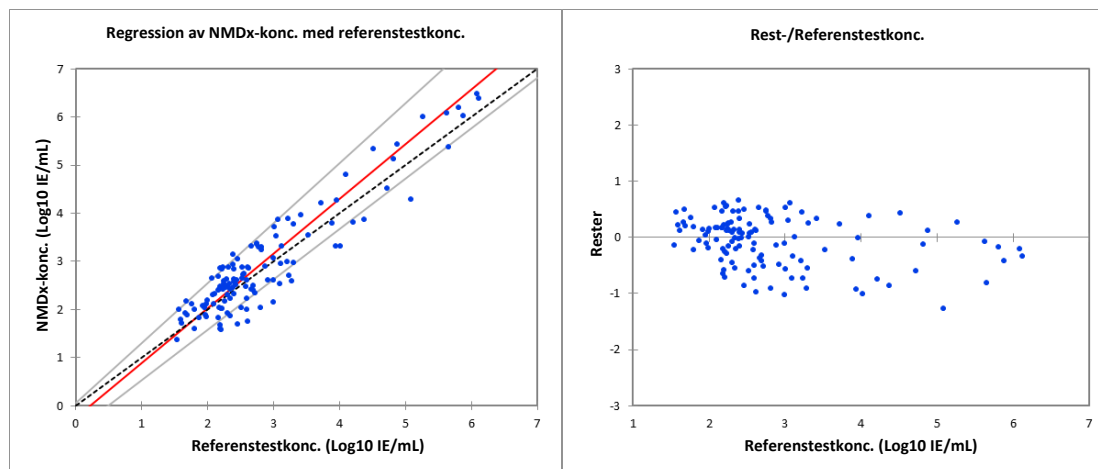 Regression av NMDx-konc. med referenstestkonc.
7
6
5
4
3
2
1
0
NMDx-konc. (Log10 IE/mL)
0 1 2 3 4 5 6 7
Referenstestkonc. (Log10 IE/mL)
Rest-/Referenstestkonc.
3
2
1
0
-1
-2
-3
Rester
0 1 2 3 4 5 6 7
Referenstestkonc. (Log10 IE/mL)